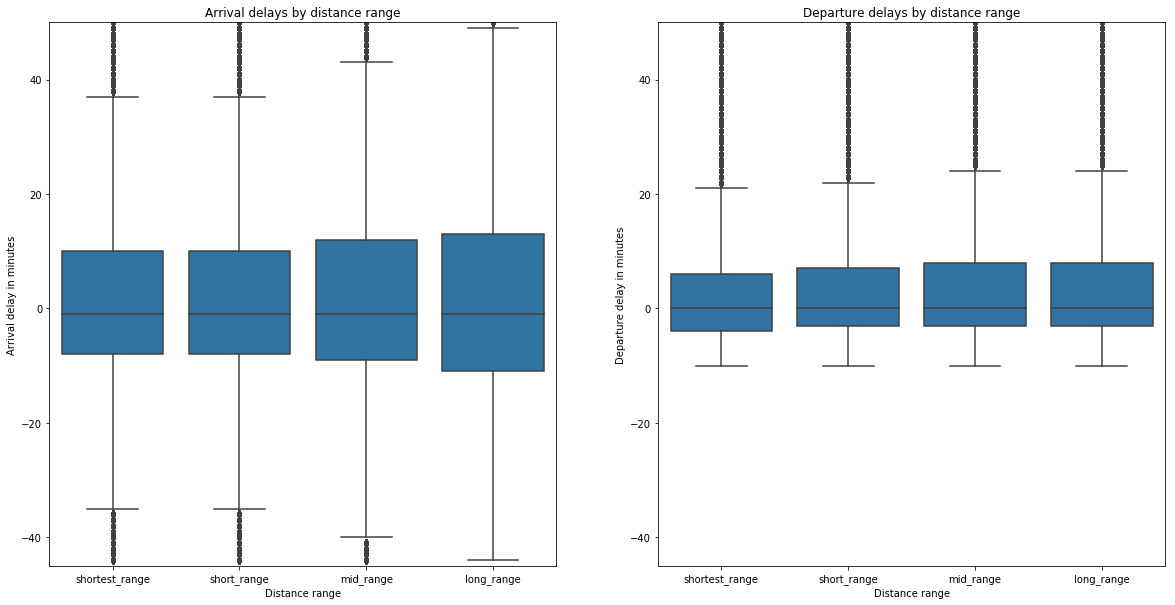 Arrival delays by distance range
Arrival delay in minutes
40
20
0
−20
−40
shortest_range short_range mid_range long_range
Distance range
Departure delays by distance range
Departure delay in minutes
40
20
0
−20
−40
shortest_range short_range mid_range long_range
Distance range